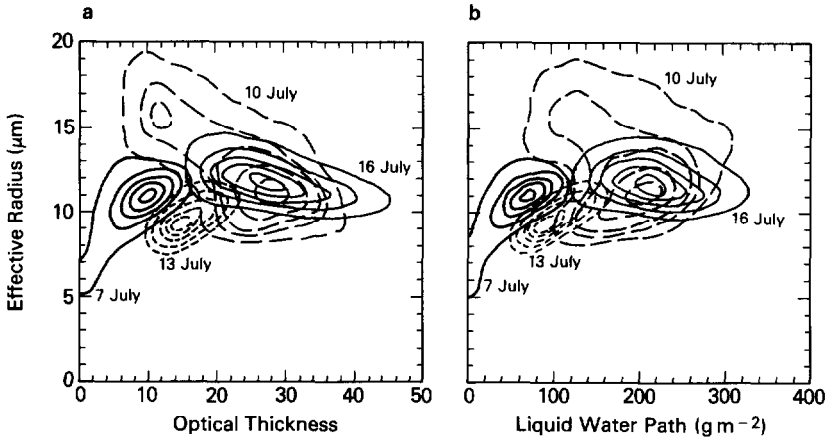 a
b
20
15
10
5
0
Effective Radius (μm)
10 July
16 July
13 July
7 July
0 10 20 30 40 50
Optical Thickness
10 July
16 July
13 July
7 July
0 100 200 300 400
Liquid Water Path (g m−2)